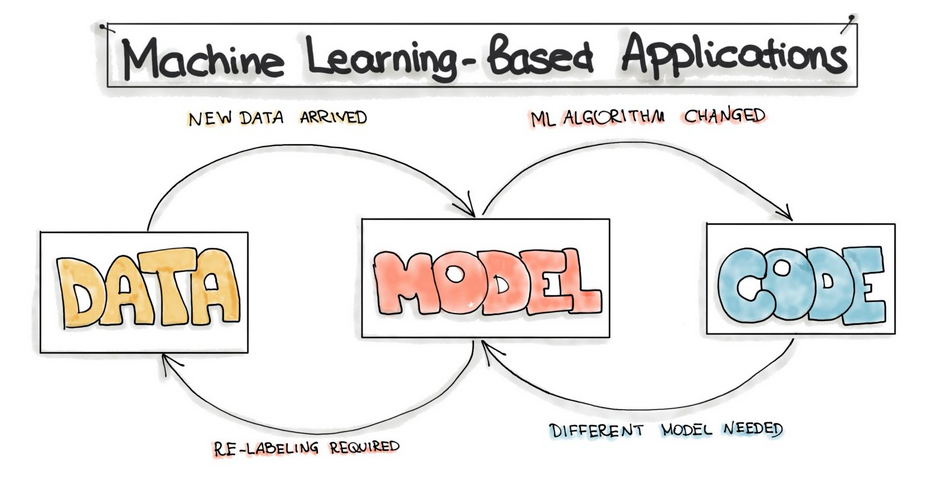 Machine Learning-Based Applications
NEW DATA ARRIVED
ML ALGORITHM CHANGED
DATA
MODEL
CODE
RE-LABELING REQUIRED
DIFFERENT MODEL NEEDED